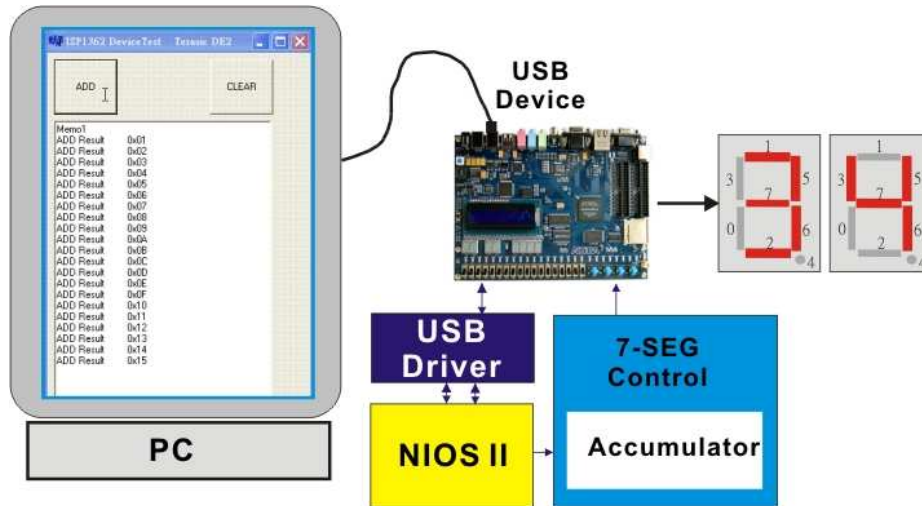 ISP1362 DeviceTest Terasic DE2
ADD
CLEAR
Memo1
ADD Result 0x01
ADD Result 0x02
ADD Result 0x03
ADD Result 0x04
ADD Result 0x05
ADD Result 0x06
ADD Result 0x07
ADD Result 0x08
ADD Result 0x09
ADD Result 0x0A
ADD Result 0x0B
ADD Result 0x0C
ADD Result 0x0D
ADD Result 0x0E
ADD Result 0x0F
ADD Result 0x10
ADD Result 0x11
ADD Result 0x12
ADD Result 0x13
ADD Result 0x14
ADD Result 0x15
PC
USB
Device
1
3 5
7
0 6
2
4
1
3 5
7
0 6
2
4
USB
Driver
NIOS II
7-SEG
Control
Accumulator